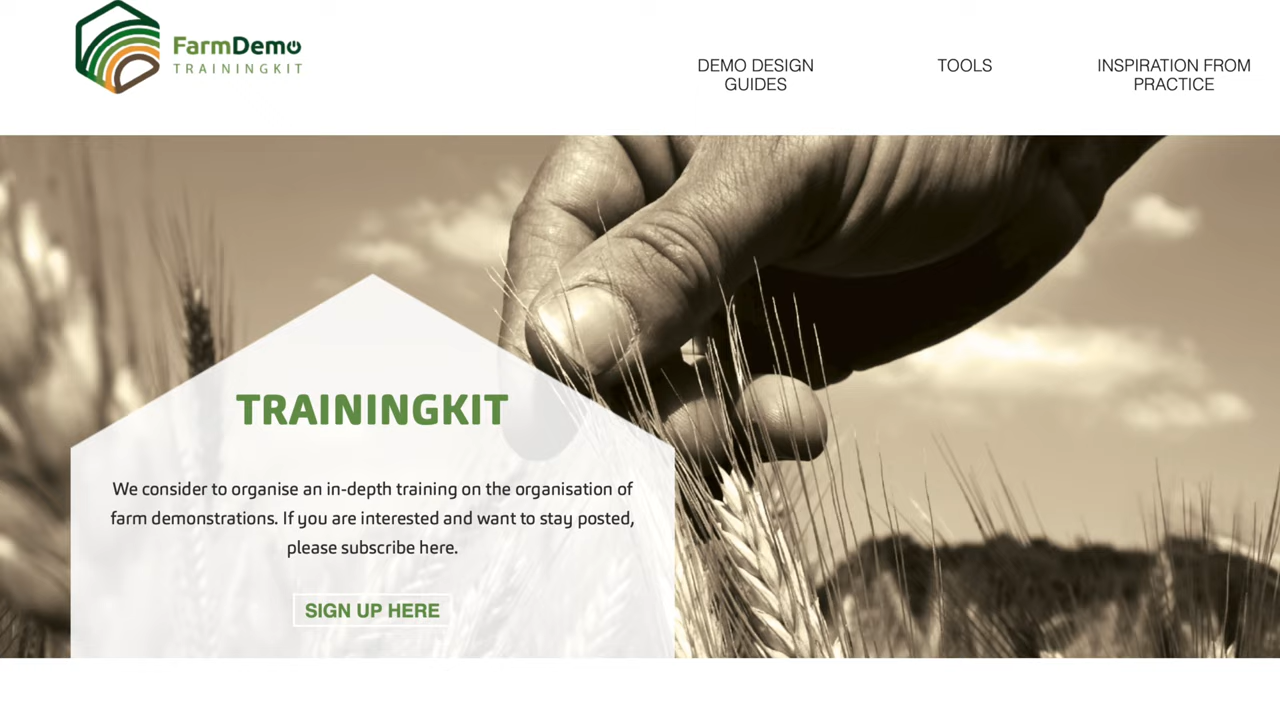 FarmDemo
TRAININGKIT
DEMO DESIGN
GUIDES
TOOLS
INSPIRATION FROM
PRACTICE
TRAININGKIT
We consider to organise an in-depth training on the organisation of
farm demonstrations. If you are interested and want to stay posted,
please subscribe here.
SIGN UP HERE